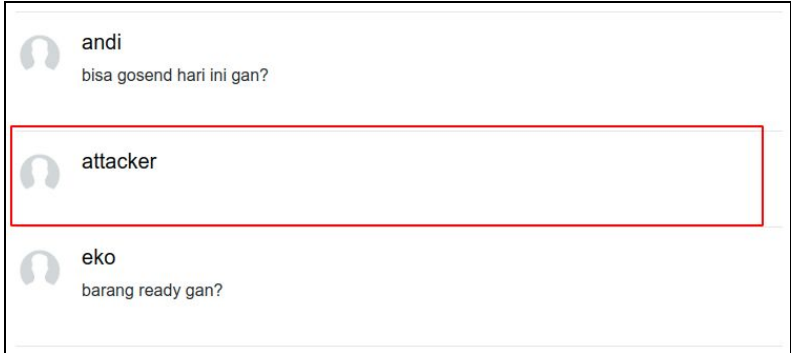 andi
bisa gosend hari ini gan?
attacker
eko
barang ready gan?